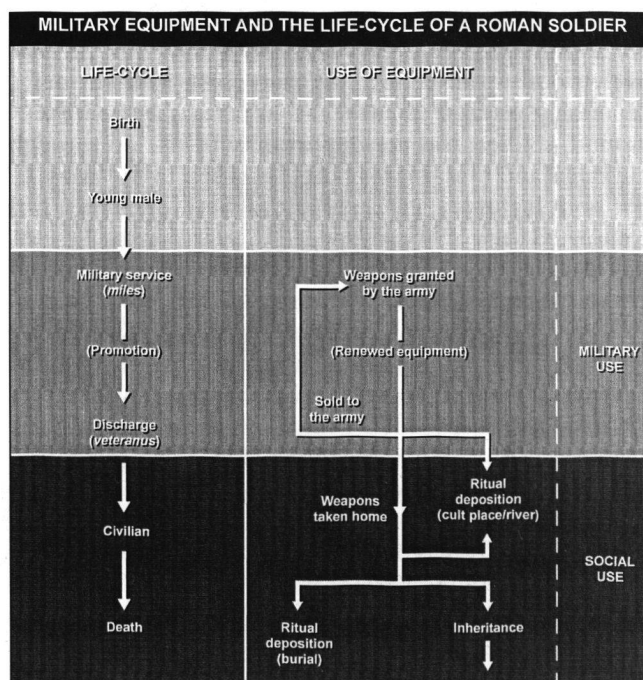 MILITARY EQUIPMENT AND THE LIFE-CYCLE OF A ROMAN SOLDIER
LIFE-CYCLE
USE OF EQUIPMENT
Birth
Young male
Military service
(miles)
Weapons granted
by the army
(Promotion)
(Renewed equipment)
MILITARY
USE
Sold to
the army
Discharge
(veteranus)
Civilian
Weapons
taken home
Ritual
deposition
(cult place/river)
SOCIAL
USE
Death
Ritual
deposition
(burial)
Inheritance